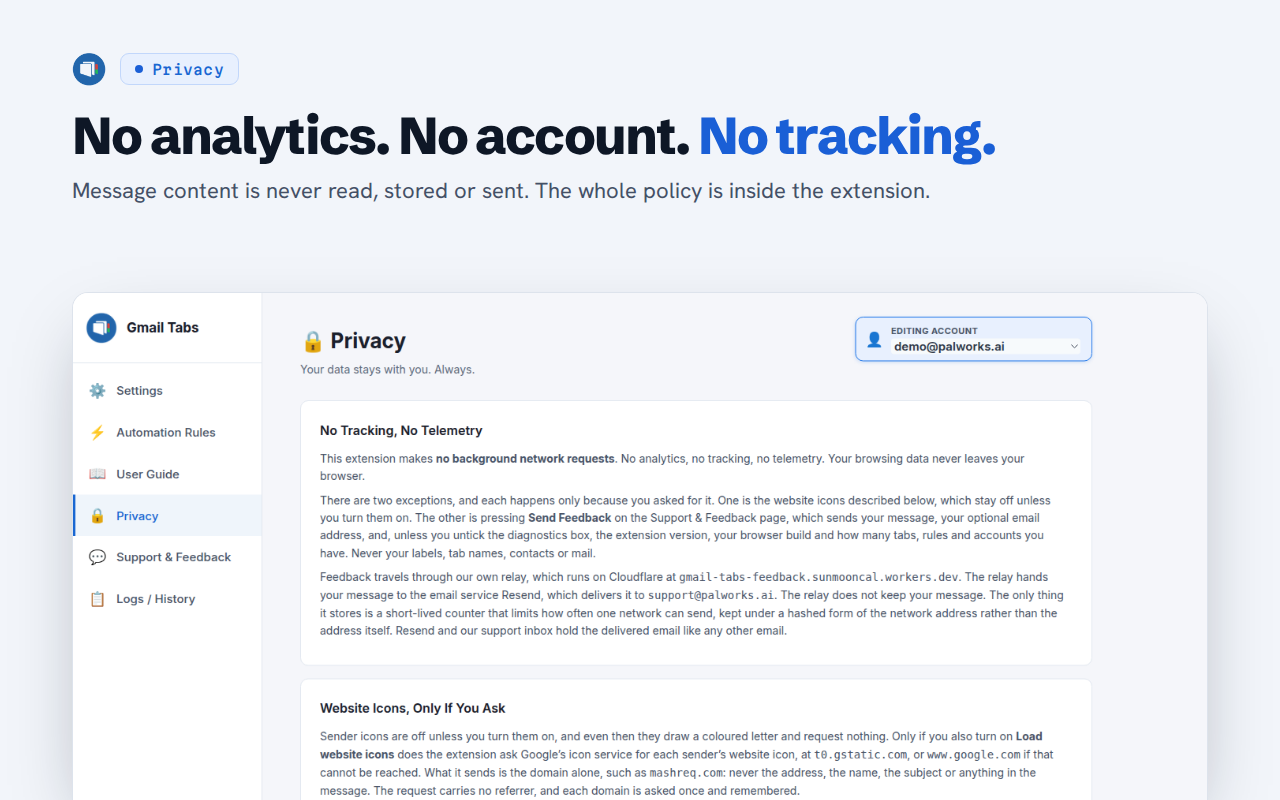 Privacy
No analytics. No account. No tracking.
Message content is never read, stored or sent. The whole policy is inside the extension.
Gmail Tabs
Settings
Automation Rules
User Guide
Privacy
Support & Feedback
Logs / History
Privacy
Your data stays with you. Always.
EDITING ACCOUNT
demo@palworks.ai
No Tracking, No Telemetry
This extension makes no background network requests. No analytics, no tracking, no telemetry. Your browsing data never leaves your
browser.
There are two exceptions, and each happens only because you asked for it. One is the website icons described below, which stay off unless
you turn them on. The other is pressing Send Feedback on the Support & Feedback page, which sends your message, your optional email
address, and, unless you untick the diagnostics box, the extension version, your browser build and how many tabs, rules and accounts you
have. Never your labels, tab names, contacts or mail.
Feedback travels through our own relay, which runs on Cloudflare at gmail-tabs-feedback.sunmooncal.workers.dev. The relay hands
your message to the email service Resend, which delivers it to support@palworks.ai. The relay does not keep your message. The only thing
it stores is a short-lived counter that limits how often one network can send, kept under a hashed form of the network address rather than the
address itself. Resend and our support inbox hold the delivered email like any other email.
Website Icons, Only If You Ask
Sender icons are off unless you turn them on, and even then they draw a coloured letter and request nothing. Only if you also turn on Load
website icons does the extension ask Google's icon service for each sender's website icon, at t0.gstatic.com, or www.google.com if that
cannot be reached. What it sends is the domain alone, such as mashreq.com: never the address, the name, the subject or anything in the
message. The request carries no referrer, and each domain is asked once and remembered.